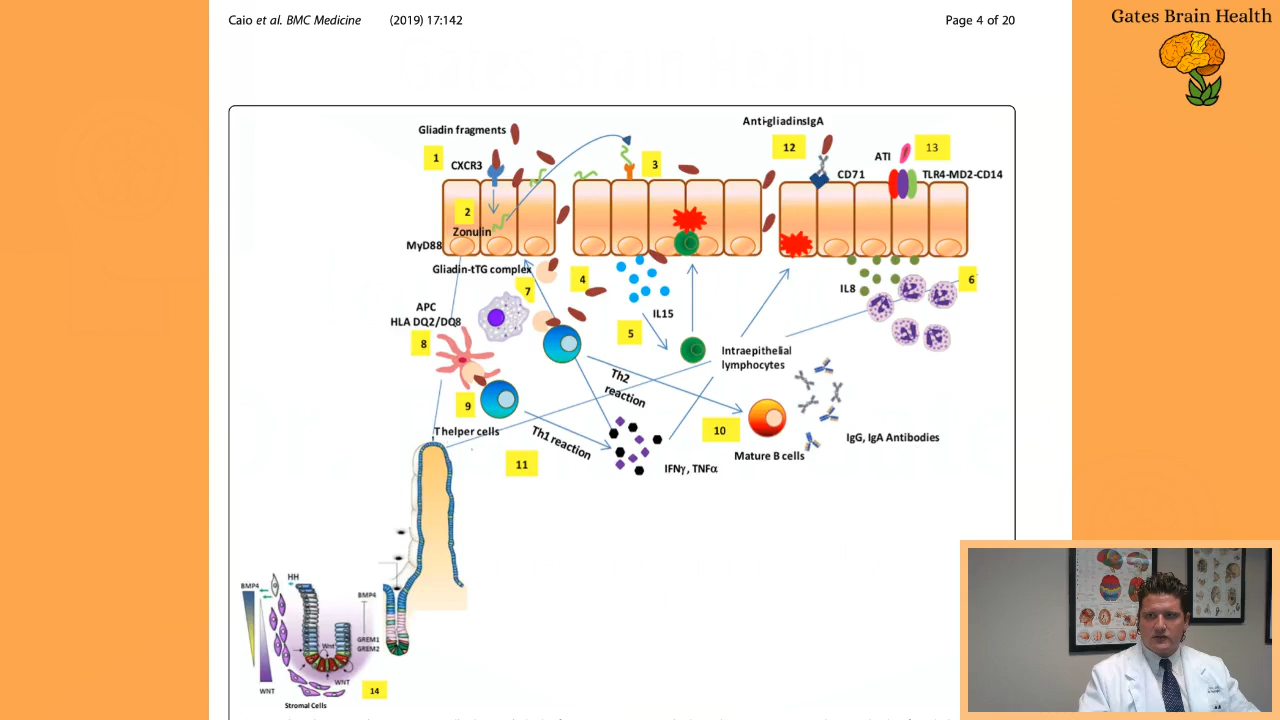 Caio et al. BMC Medicine (2019) 17:142 Page 4 of 20
Gates Brain Health
Gliadin fragments
1
CXCR3
2
Zonulin
MyD88
3
Anti-gliadinsIgA
12
CD71
ATI
13
TLR4-MD2-CD14
Gliadin-tTG complex
7
4
IL15
5
IL8
6
APC
HLA DQ2/DQ8
8
9
T helper cells
Th2
reaction
Th1 reaction
11
Intraepithelial
lymphocytes
10
Mature B cells
IgG, IgA Antibodies
IFNγ, TNFα
BMP4
HH
Wnt
WNT
WNT
BMP4
GREM1
GREM2
Stromal Cells
14